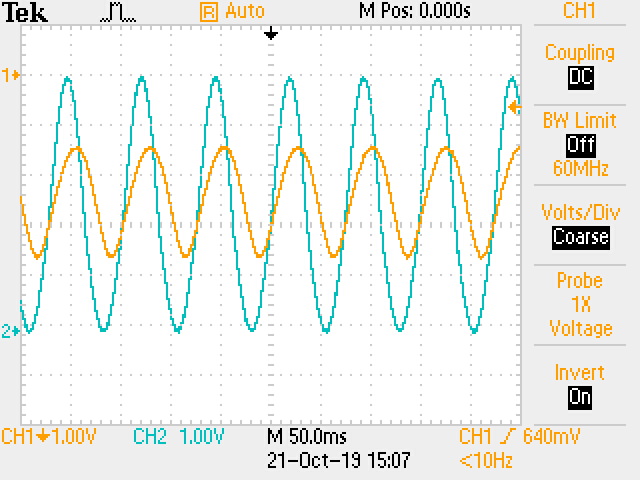 Tek R Auto M Pos: 0.000s CH1
Coupling
DC
BW Limit
Off
60MHz
Volts/Div
Coarse
Probe
1X
Voltage
Invert
On
1
2
CH1 1.00V CH2 1.00V M 50.0ms CH1 640mV
21-Oct-19 15:07 <10Hz